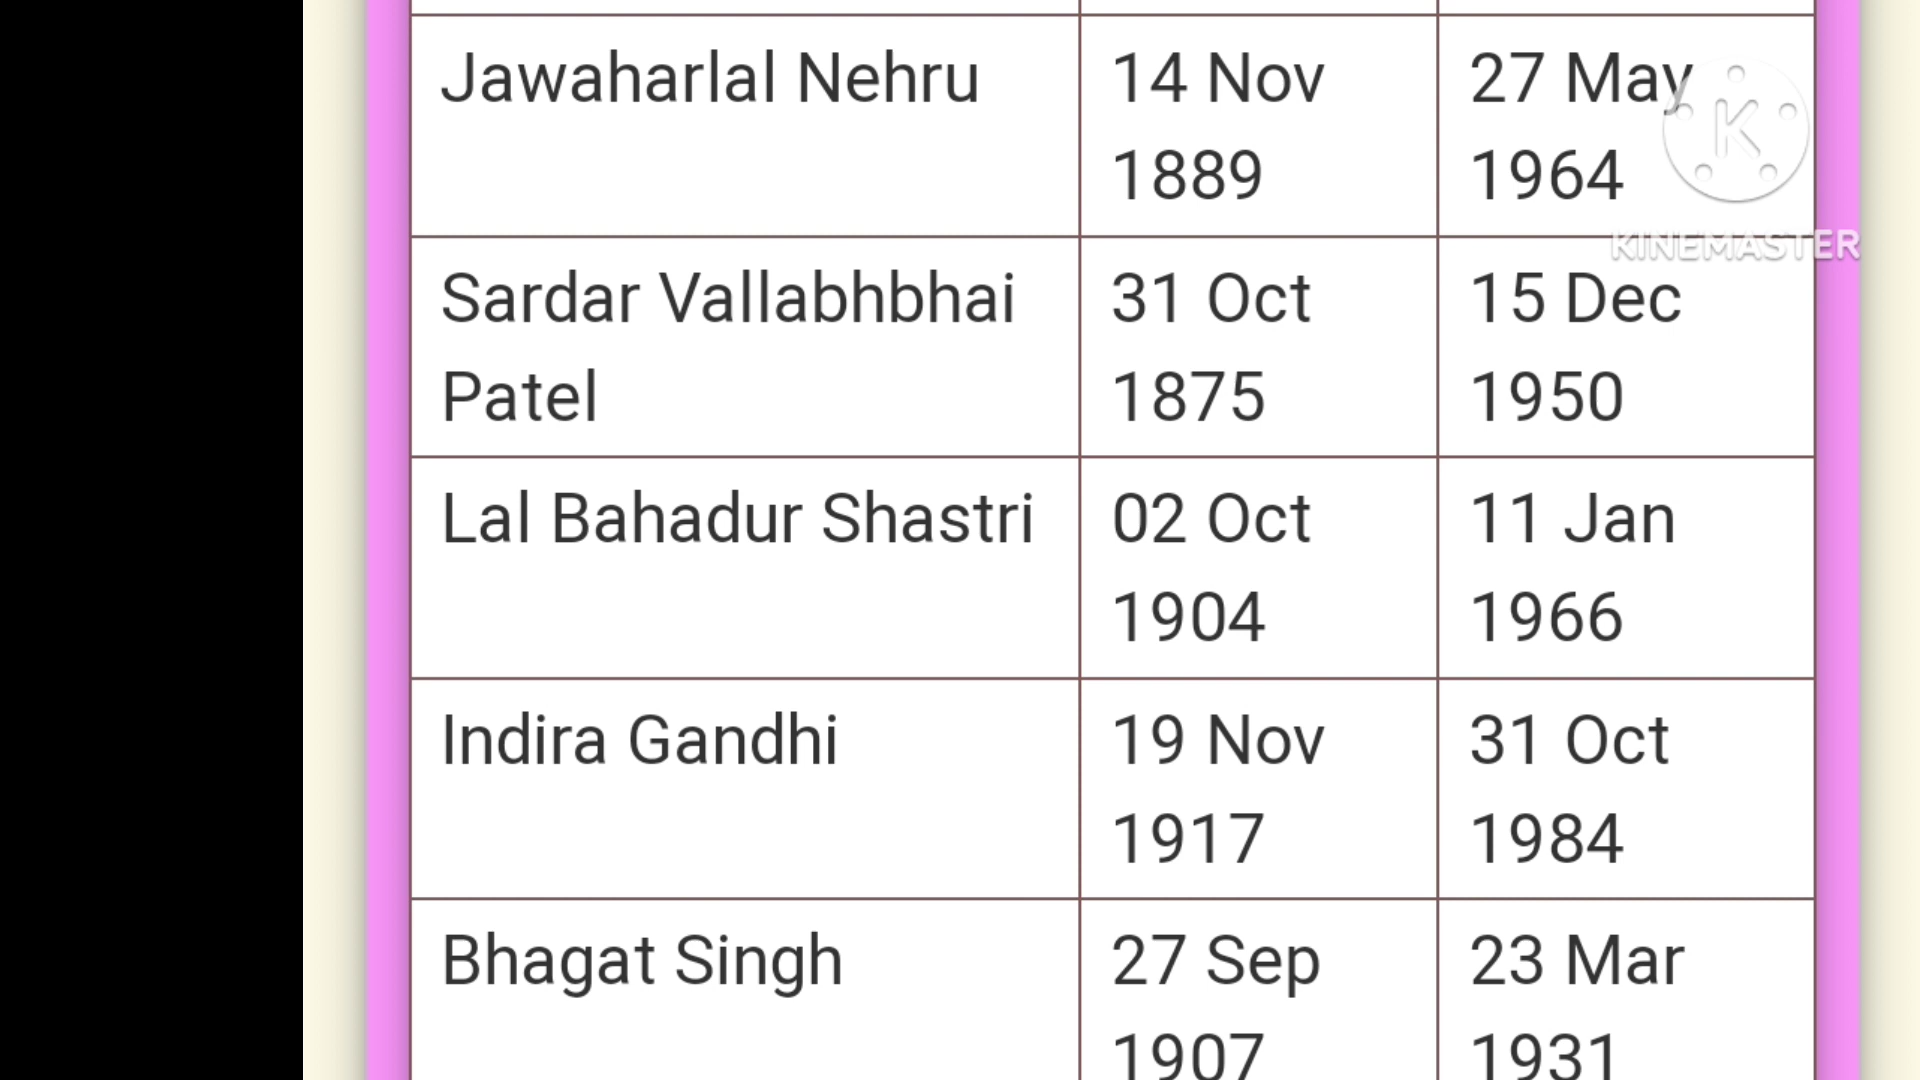 Jawaharlal Nehru 14 Nov 27 May
1889 1964
KINEMASTER
Sardar Vallabhbhai 31 Oct 15 Dec
Patel 1875 1950
Lal Bahadur Shastri 02 Oct 11 Jan
1904 1966
Indira Gandhi 19 Nov 31 Oct
1917 1984
Bhagat Singh 27 Sep 23 Mar
1907 1931